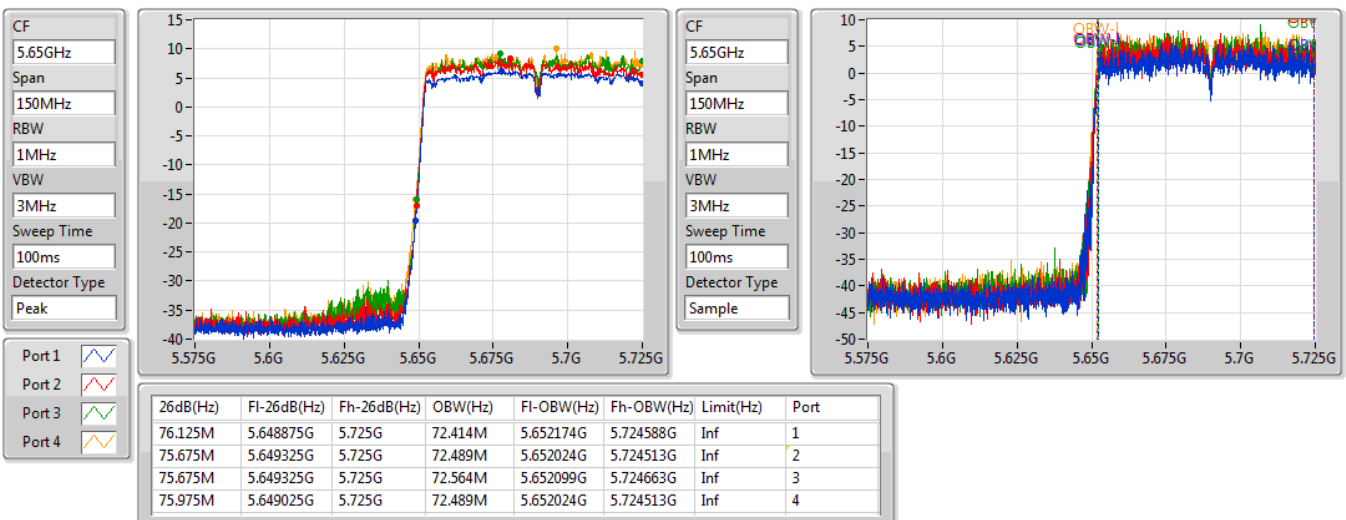 CF
5.65GHz
Span
150MHz
RBW
1MHz
VBW
3MHz
Sweep Time
100ms
Detector Type
Peak
15
10
5
0
-5
-10
-15
-20
-25
-30
-35
-40
5.575G 5.6G 5.625G 5.65G 5.675G 5.7G 5.725G
CF
5.65GHz
Span
150MHz
RBW
1MHz
VBW
3MHz
Sweep Time
100ms
Detector Type
Sample
10
5
0
-5
-10
-15
-20
-25
-30
-35
-40
-45
-50
5.575G 5.6G 5.625G 5.65G 5.675G 5.7G 5.725G
Port 1
Port 2
Port 3
Port 4
26dB(Hz) Fl-26dB(Hz) Fh-26dB(Hz) OBW(Hz) Fl-OBW(Hz) Fh-OBW(Hz) Limit(Hz) Port
76.125M 5.648875G 5.725G 72.414M 5.652174G 5.724588G Inf 1
75.675M 5.649325G 5.725G 72.489M 5.652024G 5.724513G Inf 2
75.675M 5.649325G 5.725G 72.564M 5.652099G 5.724663G Inf 3
75.975M 5.649025G 5.725G 72.489M 5.652024G 5.724513G Inf 4